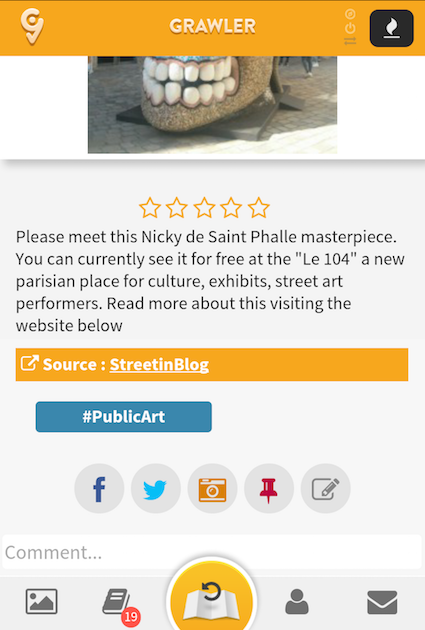 GRAWLER
Please meet this Nicky de Saint Phalle masterpiece.
You can currently see it for free at the "Le 104" a new
parisian place for culture, exhibits, street art
performers. Read more about this visiting the
website below
Source : StreetinBlog
#PublicArt
Comment...
19